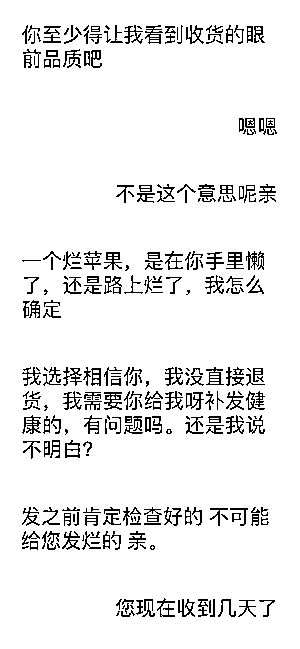 你至少得让我看到收货的眼
前品质吧
嗯嗯
不是这个意思呢亲
一个烂苹果，是在你手里懒
了，还是路上烂了，我怎么
确定
我选择相信你，我没直接退
货，我需要你给我呀补发健
康的，有问题吗。还是我说
不明白？
发之前肯定检查好的 不可能
给您发烂的 亲。
您现在收到几天了